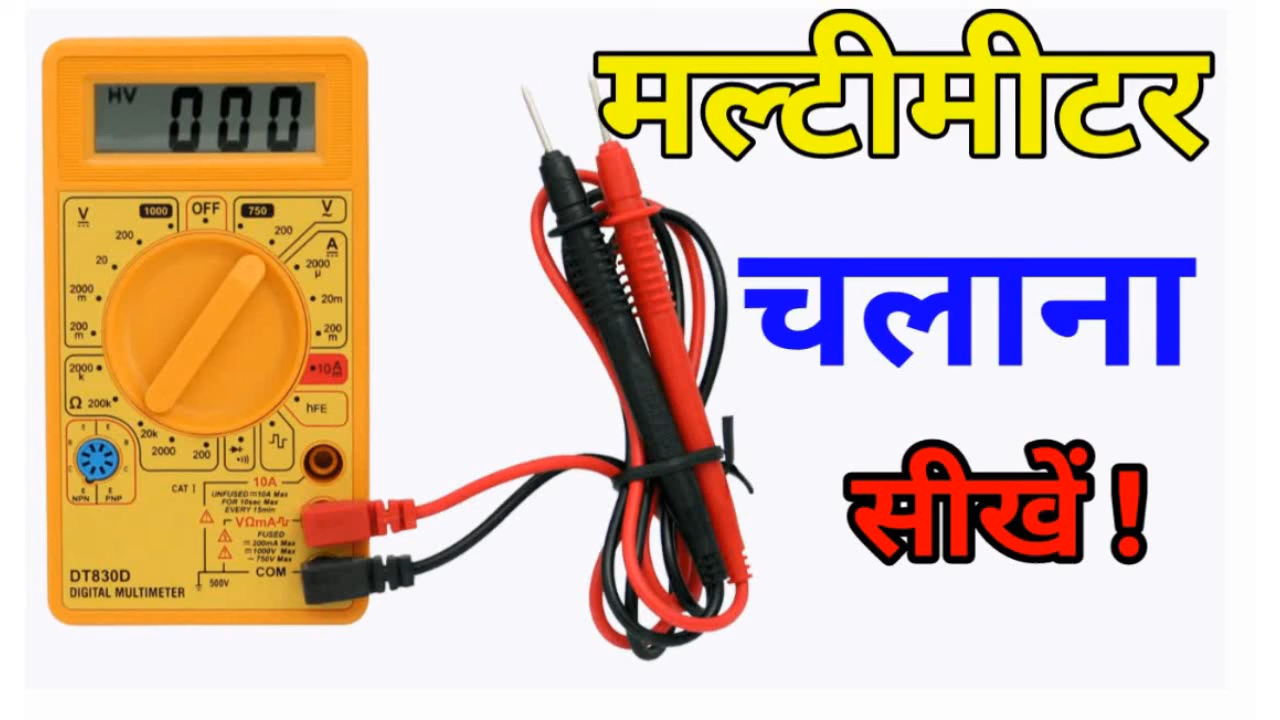 HV 000
मल्टीमीटर
चलाना
सीखें !
V 1000 OFF 750 V
200 200
A
20 2000
µ
2000
m 20m
200
m 200
m
2000
k 10A
Ω 200k hFE
20k
2000 200
E E
B B
C C
E E
NPN PNP
CAT I
10A
UNFUSED 10A Max
FOR 10sec Max
EVERY 15min
VΩmA
FUSED
200mA Max
1000V Max
~ 750V Max
COM
500V
DT830D
DIGITAL MULTIMETER